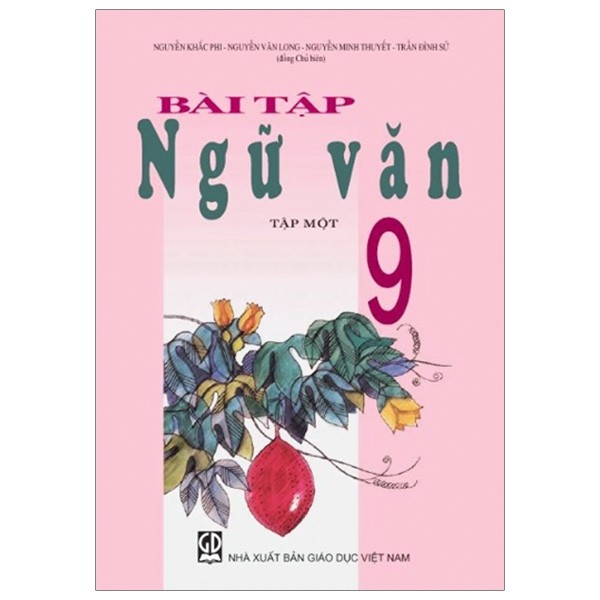 NGUYỄN KHẮC PHI - NGUYỄN VĂN LONG - NGUYỄN MINH THUYẾT - TRẦN ĐÌNH SỬ
(đồng Chủ biên)
BÀI TẬP
Ngữ văn
TẬP MỘT
9
GD
NHÀ XUẤT BẢN GIÁO DỤC VIỆT NAM